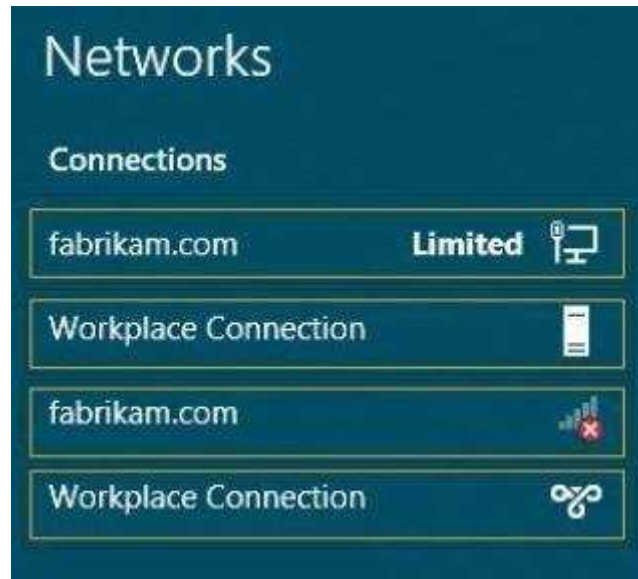 Networks
Connections
fabrikam.com Limited
Workplace Connection
fabrikam.com
Workplace Connection